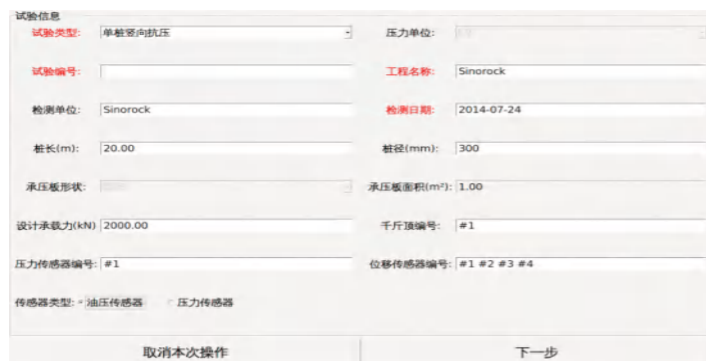 试验信息
试验类型: 单桩竖向抗压 压力单位:
试验编号: 工程名称: Sinorock
检测单位: Sinorock 检测日期: 2014-07-24
桩长(m): 20.00 桩径(mm): 300
承压板形状: 承压板面积(m²): 1.00
设计承载力(kN) 2000.00 千斤顶编号: #1
压力传感器编号: #1 位移传感器编号: #1 #2 #3 #4
传感器类型: 油压传感器 压力传感器
取消本次操作 下一步